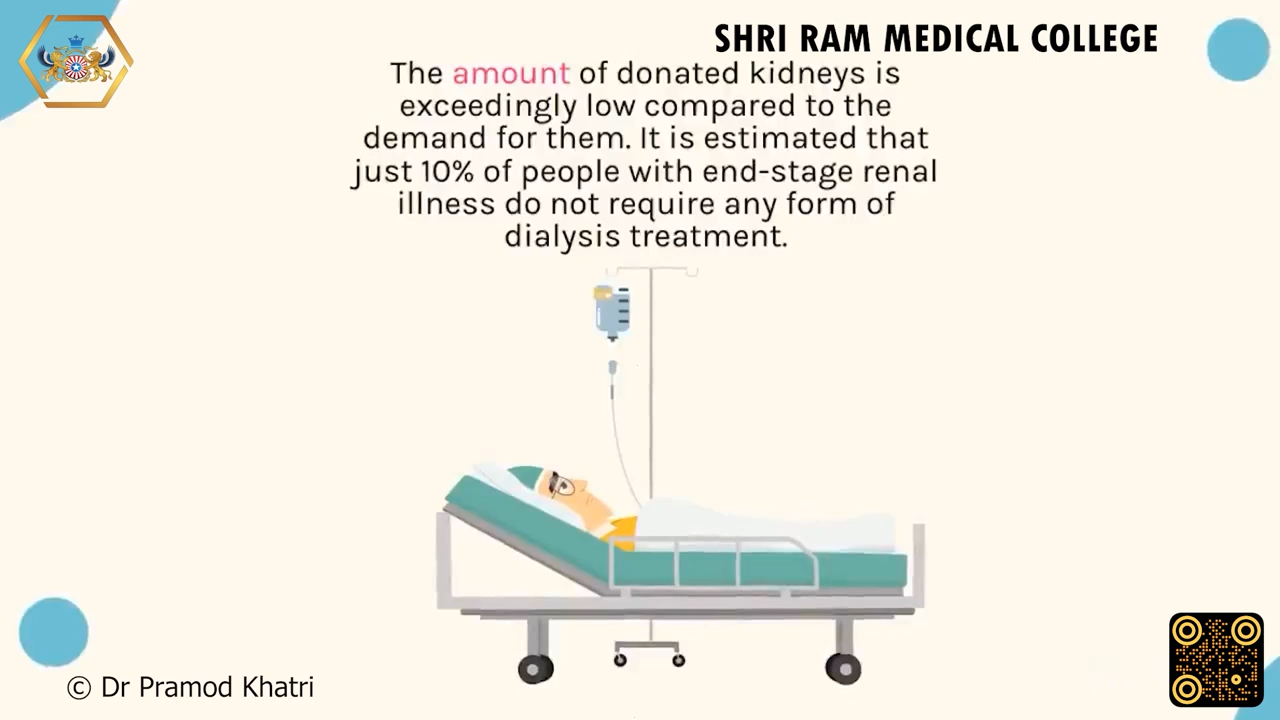 SHRI RAM MEDICAL COLLEGE
The amount of donated kidneys is
exceedingly low compared to the
demand for them. It is estimated that
just 10% of people with end-stage renal
illness do not require any form of
dialysis treatment.
© Dr Pramod Khatri